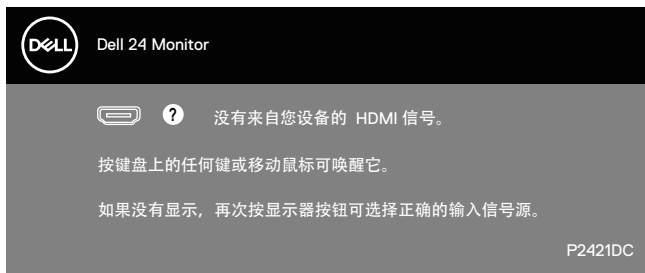 DELL
Dell 24 Monitor
? 没有来自您设备的 HDMI 信号。
按键盘上的任何键或移动鼠标可唤醒它。
如果没有显示，再次按显示器按钮可选择正确的输入信号源。
P2421DC